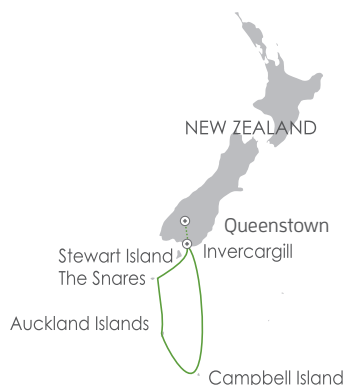 NEW ZEALAND
Queenstown
Invercargill
Stewart Island
The Snares
Auckland Islands
Campbell Island